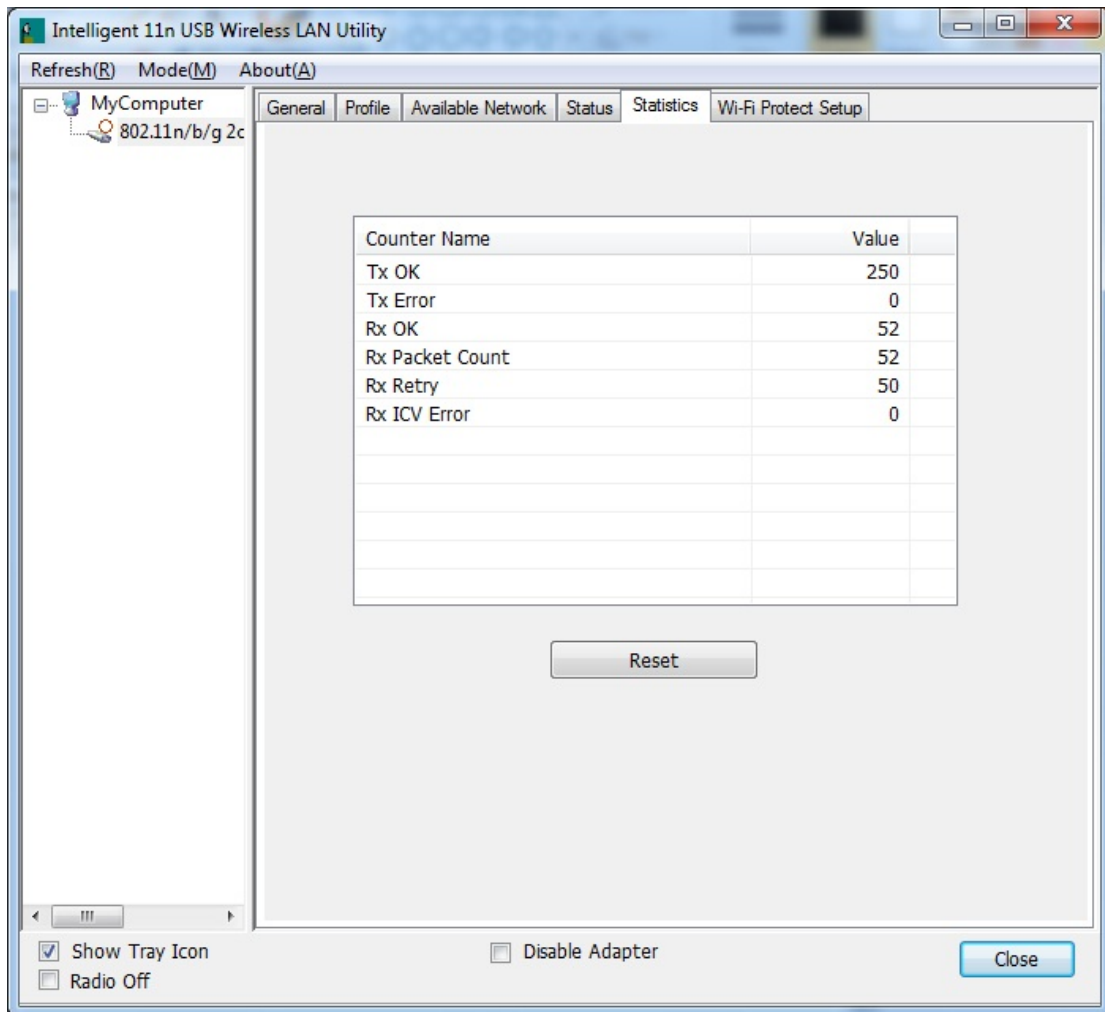 Intelligent 11n USB Wireless LAN Utility
Refresh(R) Mode(M) About(A)
MyComputer
802.11n/b/g 2c
General Profile Available Network Status Statistics Wi-Fi Protect Setup
Counter Name Value
Tx OK 250
Tx Error 0
Rx OK 52
Rx Packet Count 52
Rx Retry 50
Rx ICV Error 0
Reset
Show Tray Icon Disable Adapter Close
Radio Off